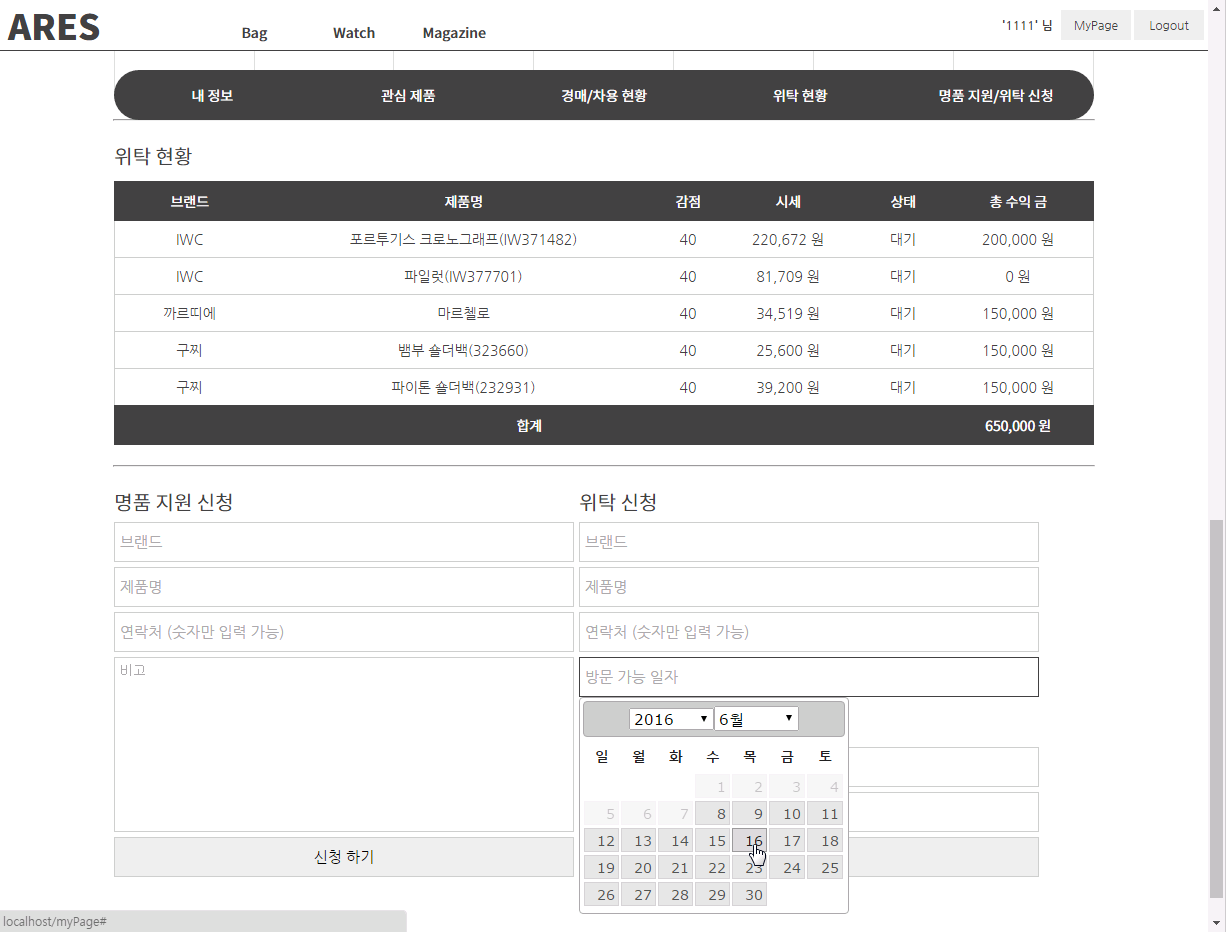 ARES Bag Watch Magazine '1111' 님 MyPage Logout
내 정보 관심 제품 경매/차용 현황 위탁 현황 명품 지원/위탁 신청
위탁 현황
브랜드 제품명 감점 시세 상태 총 수익 금
IWC 포르투기스 크로노그래프(IW371482) 40 220,672 원 대기 200,000 원
IWC 파일럿(IW377701) 40 81,709 원 대기 0 원
까르띠에 마르첼로 40 34,519 원 대기 150,000 원
구찌 뱀부 숄더백(323660) 40 25,600 원 대기 150,000 원
구찌 파이톤 숄더백(232931) 40 39,200 원 대기 150,000 원
합계 650,000 원
명품 지원 신청
브랜드
제품명
연락처 (숫자만 입력 가능)
비고
신청 하기
위탁 신청
브랜드
제품명
연락처 (숫자만 입력 가능)
방문 가능 일자
2016 6월
일 월 화 수 목 금 토
1 2 3 4
5 6 7 8 9 10 11
12 13 14 15 16 17 18
19 20 21 22 23 24 25
26 27 28 29 30
localhost/myPage#